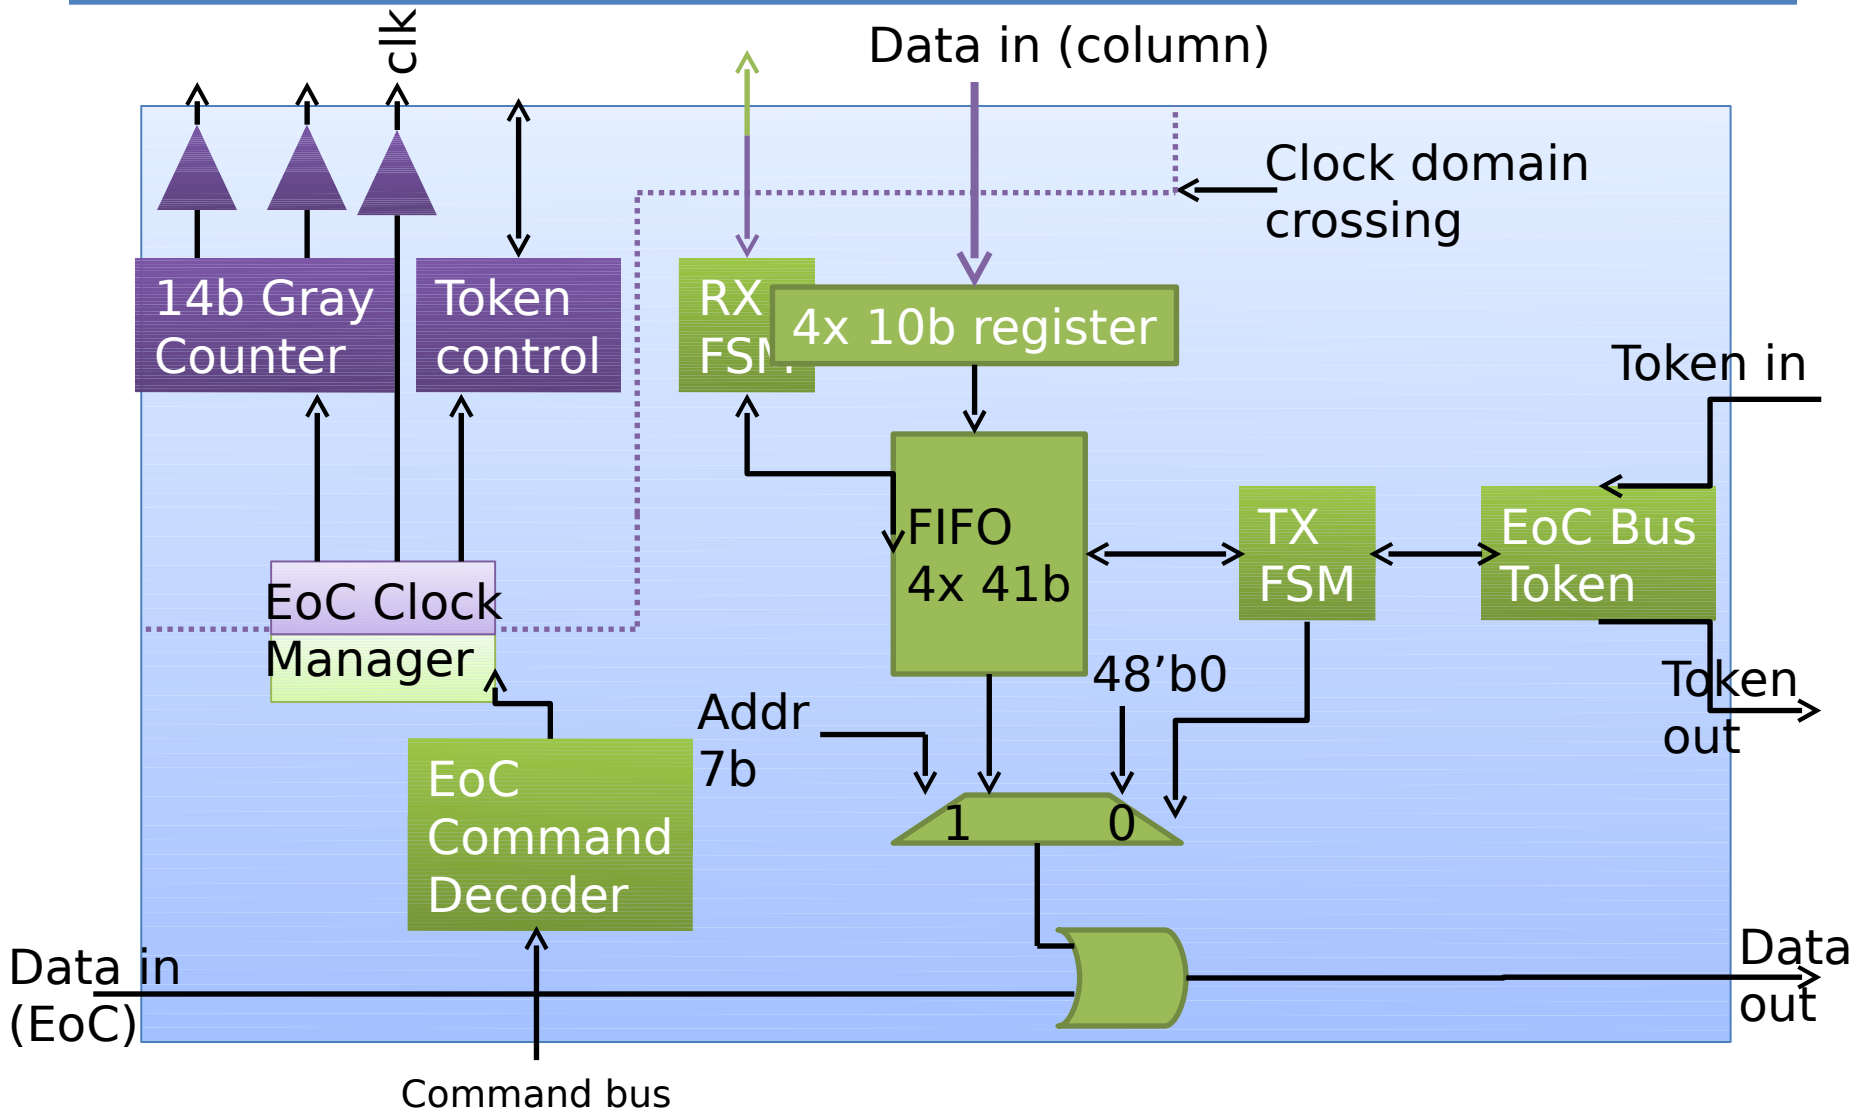 clk
Data in (column)
Clock domain
crossing
14b Gray
Counter
Token
control
RX
FSM
4x 10b register
Token in
FIFO
4x 41b
TX
FSM
EoC Bus
Token
EoC Clock
Manager
48’b0
Addr
7b
Token
out
EoC
Command
Decoder
1
0
Data in
(EoC)
Data
out
Command bus